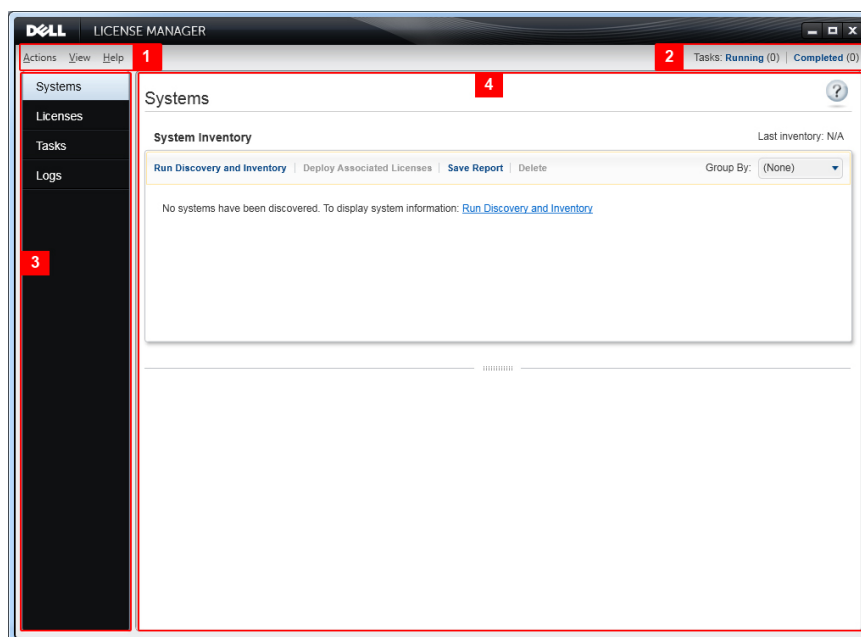 DELL LICENSE MANAGER
Actions View Help 1 2 Tasks: Running (0) | Completed (0)
Systems
Licenses
Tasks
Logs
3
4
Systems
?
System Inventory Last inventory: N/A
Run Discovery and Inventory | Deploy Associated Licenses | Save Report | Delete Group By: (None)
No systems have been discovered. To display system information: Run Discovery and Inventory